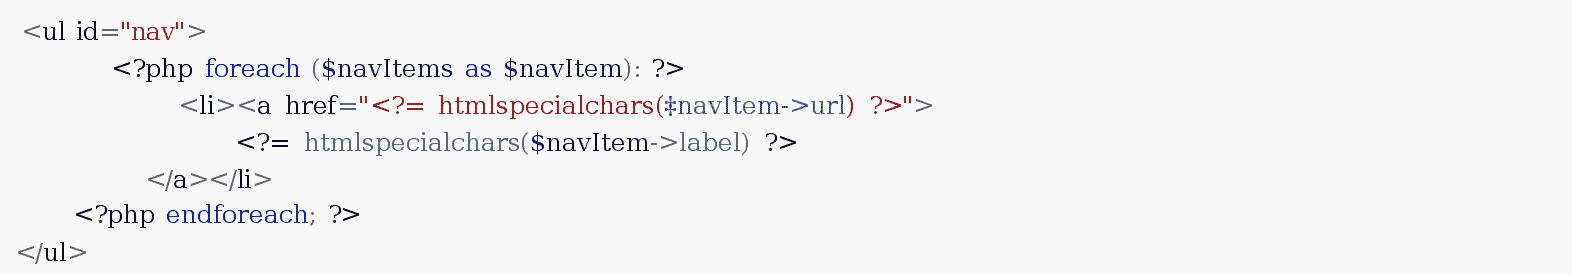 <ul id="nav">
<?php foreach ($navItems as $navItem): ?>
<li><a href="<?= htmlspecialchars($navItem->url) ?>">
<?= htmlspecialchars($navItem->label) ?>
</a></li>
<?php endforeach; ?>
</ul>